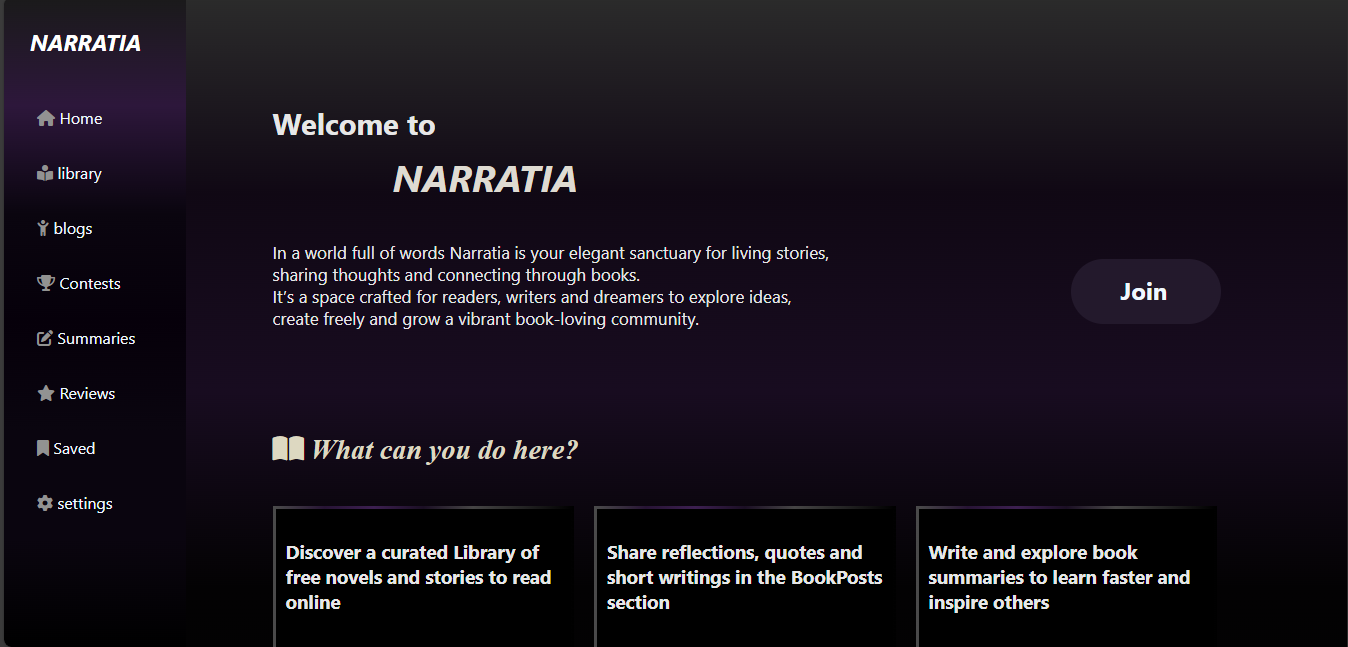 NARRATIA
Home
library
blogs
Contests
Summaries
Reviews
Saved
settings
Welcome to
NARRATIA
In a world full of words Narratia is your elegant sanctuary for living stories,
sharing thoughts and connecting through books.
It's a space crafted for readers, writers and dreamers to explore ideas,
create freely and grow a vibrant book-loving community.
Join
What can you do here?
Discover a curated Library of
free novels and stories to read
online
Share reflections, quotes and
short writings in the BookPosts
section
Write and explore book
summaries to learn faster and
inspire others